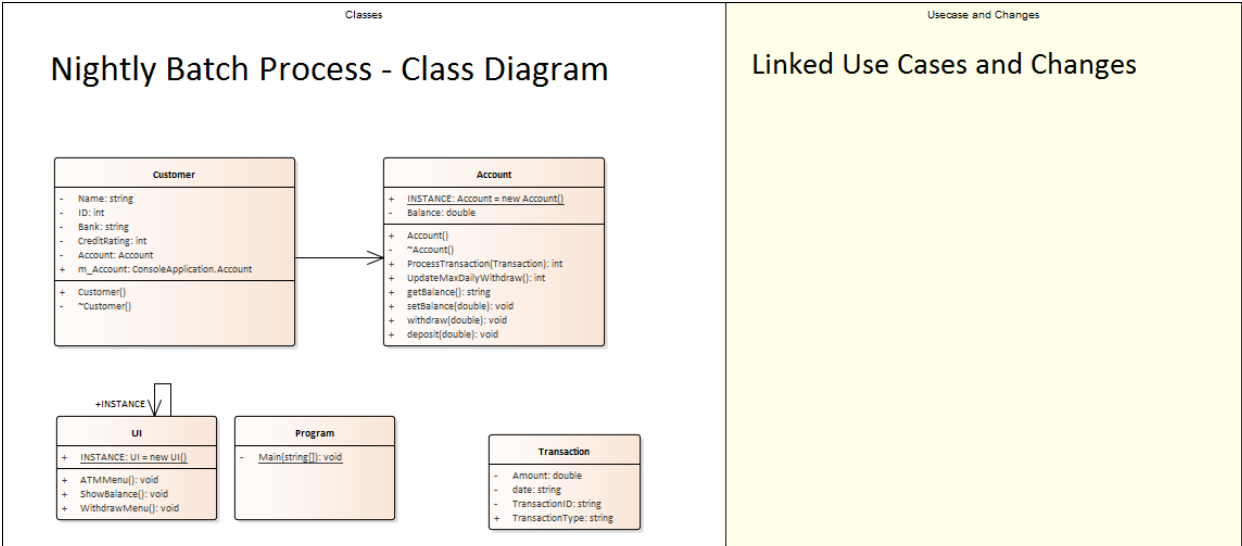 Classes
Usecase and Changes
Nightly Batch Process - Class Diagram
Linked Use Cases and Changes
Customer
- Name: string
- ID: int
- Bank: string
- CreditRating: int
- Account: Account
+ m_Account: ConsoleApplication.Account
+ Customer()
- ~Customer()
Account
+ INSTANCE: Account = new Account()
- Balance: double
+ Account()
- ~Account()
+ ProcessTransaction(Transaction): int
+ UpdateMaxDailyWithdraw(): int
+ getBalance(): string
+ setBalance(double): void
+ withdraw(double): void
+ deposit(double): void
+INSTANCE
UI
+ INSTANCE: UI = new UI()
+ ATMMenu(): void
+ ShowBalance(): void
+ WithdrawMenu(): void
Program
- Main(string[]): void
Transaction
- Amount: double
- date: string
- TransactionID: string
+ TransactionType: string